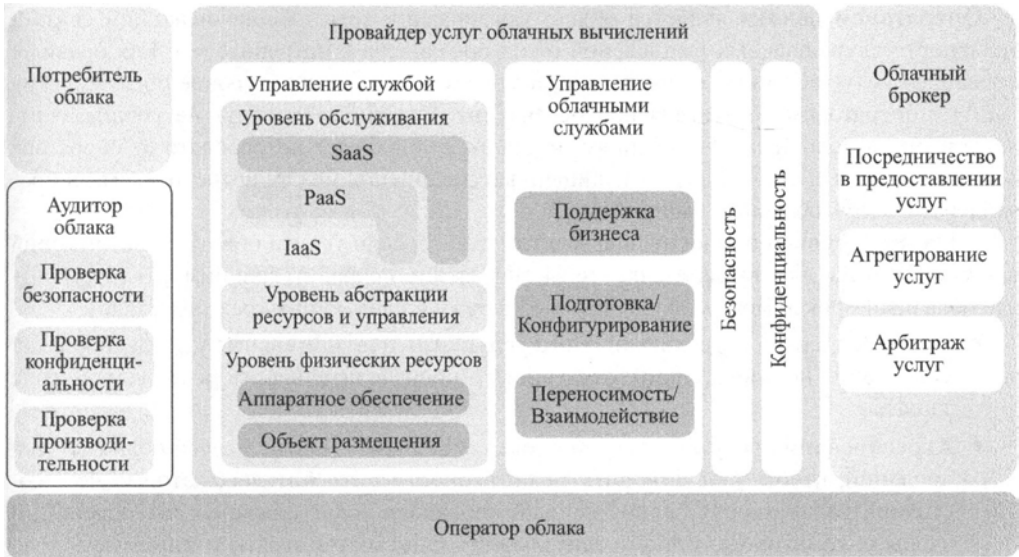 Потребитель
облака
Аудитор
облака
Проверка
безопасности
Проверка
конфиденци-
альности
Проверка
производи-
тельности
Провайдер услуг облачных вычислений
Управление службой
Уровень обслуживания
SaaS
PaaS
IaaS
Уровень абстракции
ресурсов и управления
Уровень физических ресурсов
Аппаратное обеспечение
Объект размещения
Управление
облачными
службами
Поддержка
бизнеса
Подготовка/
Конфигурирование
Переносимость/
Взаимодействие
Безопасность
Конфиденциальность
Облачный
брокер
Посредничество
в предоставлении
услуг
Агрегирование
услуг
Арбитраж
услуг
Оператор облака